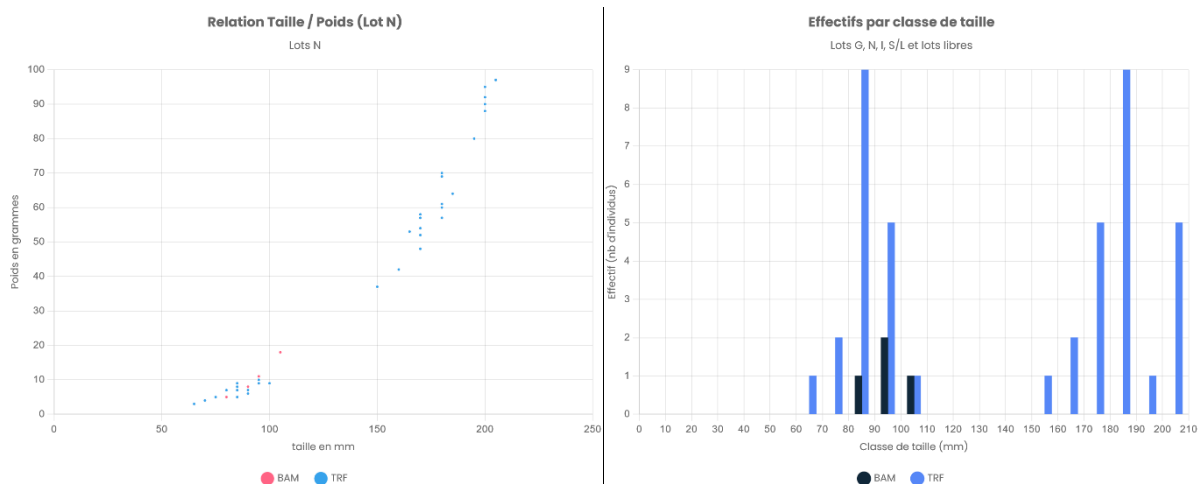 Relation Taille / Poids (Lot N)
Lots N
Poids en grammes
100
90
80
70
60
50
40
30
20
10
0
0 50 100 150 200 250
taille en mm
BAM TRF
Effectifs par classe de taille
Lots G, N, I, S/L et lots libres
Effectif (nb d'individus)
9
8
7
6
5
4
3
2
1
0
0 10 20 30 40 50 60 70 80 90 100 110 120 130 140 150 160 170 180 190 200 210
Classe de taille (mm)
BAM TRF